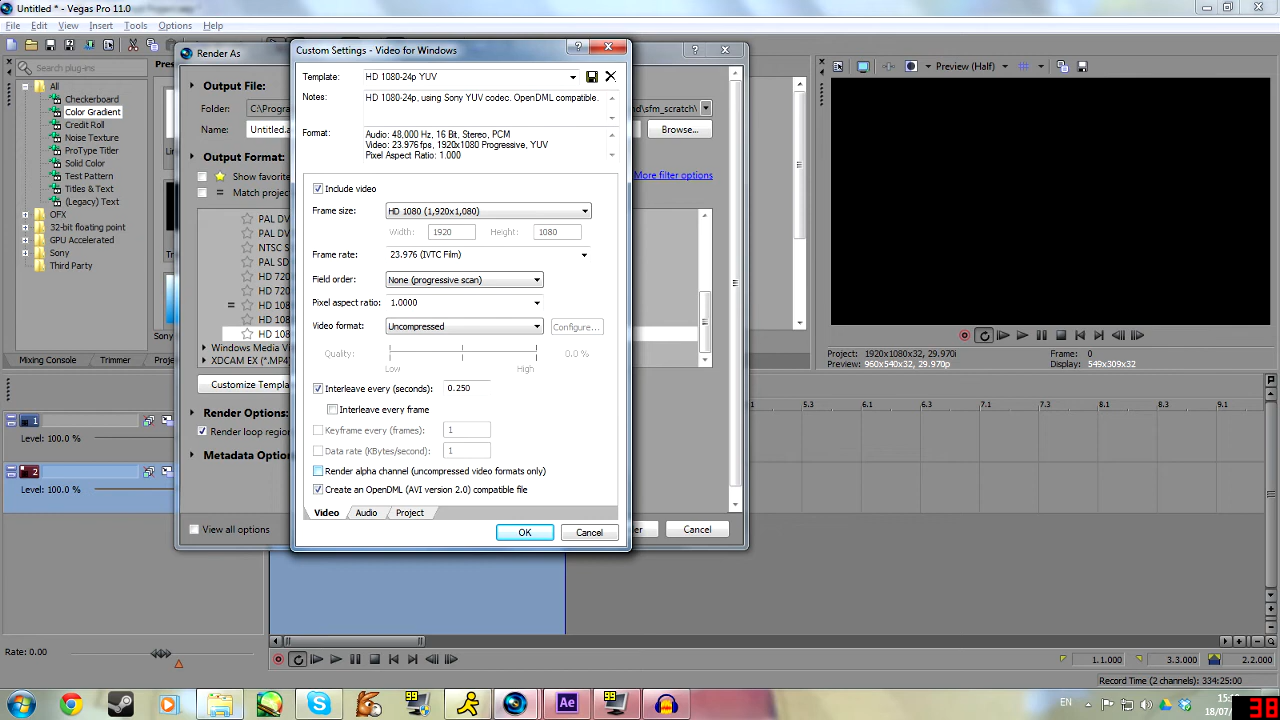 Untitled * - Vegas Pro 11.0
File Edit View Insert Tools Options Help
Search plug-ins
All
Checkerboard
Color Gradient
Credit Roll
Noise Texture
ProType Titler
Solid Color
Test Pattern
Titles & Text
(Legacy) Text
OFX
32-bit floating point
GPU Accelerated
Sony
Third Party
Mixing Console Trimmer
Render As
Output File:
Folder: C:\Progra
nd\sfm_scratch\
Name: Untitled.a
Browse...
Output Format:
Show favorite
More filter options
Match projec
PAL DV
PAL DV
NTSC S
PAL SD
HD 720
HD 720
HD 108
HD 108
Windows Media V
XDCAM EX (*.MP4
Customize Templa
Render Options:
Render loop region
Metadata Optio
View all options
Cancel
Custom Settings - Video for Windows
Template: HD 1080-24p YUV
Notes: HD 1080-24p, using Sony YUV codec. OpenDML compatible.
Format: Audio: 48,000 Hz, 16 Bit, Stereo, PCM
Video: 23.976 fps, 1920x1080 Progressive, YUV
Pixel Aspect Ratio: 1.000
Include video
Frame size: HD 1080 (1,920x1,080)
Width: 1920 Height: 1080
Frame rate: 23.976 (IVTC Film)
Field order: None (progressive scan)
Pixel aspect ratio: 1.0000
Video format: Uncompressed Configure...
Quality: 0.0 %
Low High
Interleave every (seconds): 0.250
Interleave every frame
Keyframe every (frames): 1
Data rate (KBytes/second): 1
Render alpha channel (uncompressed video formats only)
Create an OpenDML (AVI version 2.0) compatible file
Video Audio Project
OK Cancel
Preview (Half)
Project: 1920x1080x32, 29.970i
Preview: 960x540x32, 29.970p
Frame: 0
Display: 549x309x32
5.3 6.1 6.3 7.1 7.3 8.1 8.3 9.1
1
Level: 100.0 %
2
Level: 100.0 %
Rate: 0.00
1.1.000 3.3.000 2.2.000
Record Time (2 channels): 334:25:00
Ae
99
EN
18/07/
38